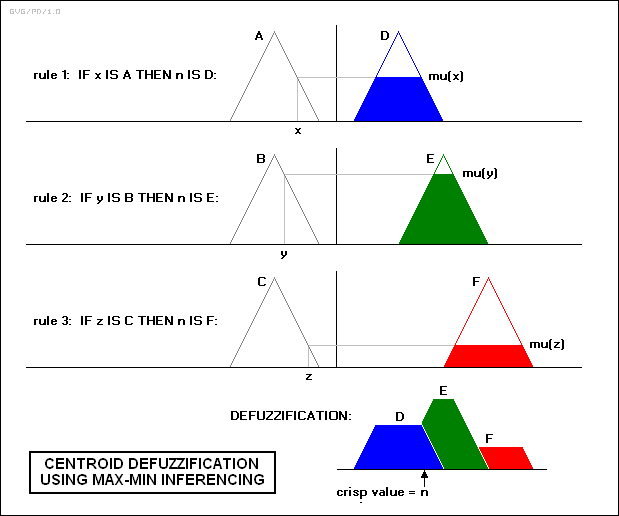 GVG/PD/1.0
A
D
rule 1: IF x IS A THEN n IS D:
mu(x)
x
B
E
mu(y)
rule 2: IF y IS B THEN n IS E:
y
C
F
rule 3: IF z IS C THEN n IS F:
mu(z)
z
E
DEFUZZIFICATION:
D
F
CENTROID DEFUZZIFICATION
USING MAX-MIN INFERENCING
crisp value = n